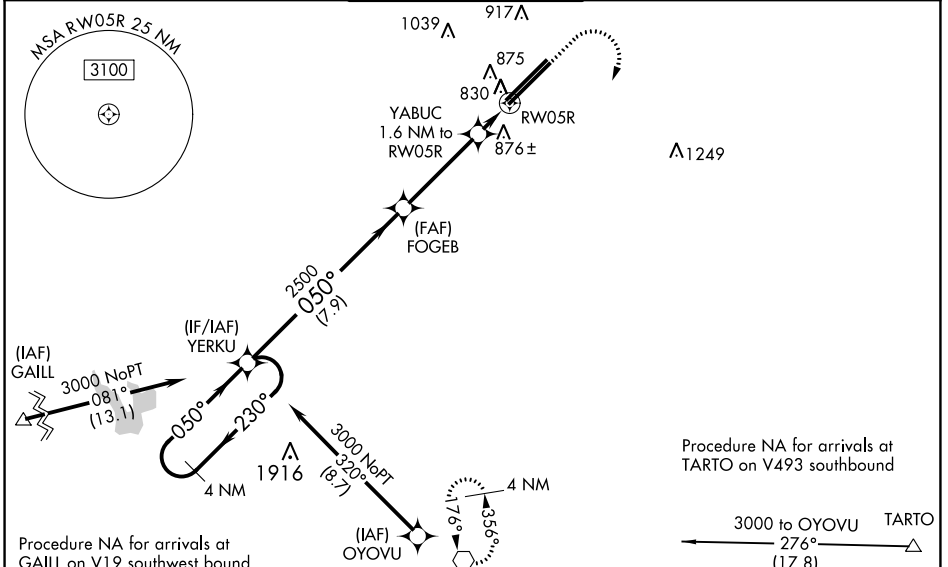 MSA RW05R 25 NM
3100
1039
917
875
830
RW05R
YABUC
1.6 NM to
RW05R
876±
1249
(FAF)
FOGEB
2500
050°
(7.9)
(IF/IAF)
YERKU
(IAF)
GAILL
3000 NoPT
081°
(13.1)
050°
230°
4 NM
1916
3000 NoPT
320°
(8.7)
(IAF)
OYOVU
4 NM
176°
356°
Procedure NA for arrivals at
TARTO on V493 southbound
3000 to OYOVU
276°
(17.8)
TARTO
Procedure NA for arrivals at
GAILL on V19 southwest bound